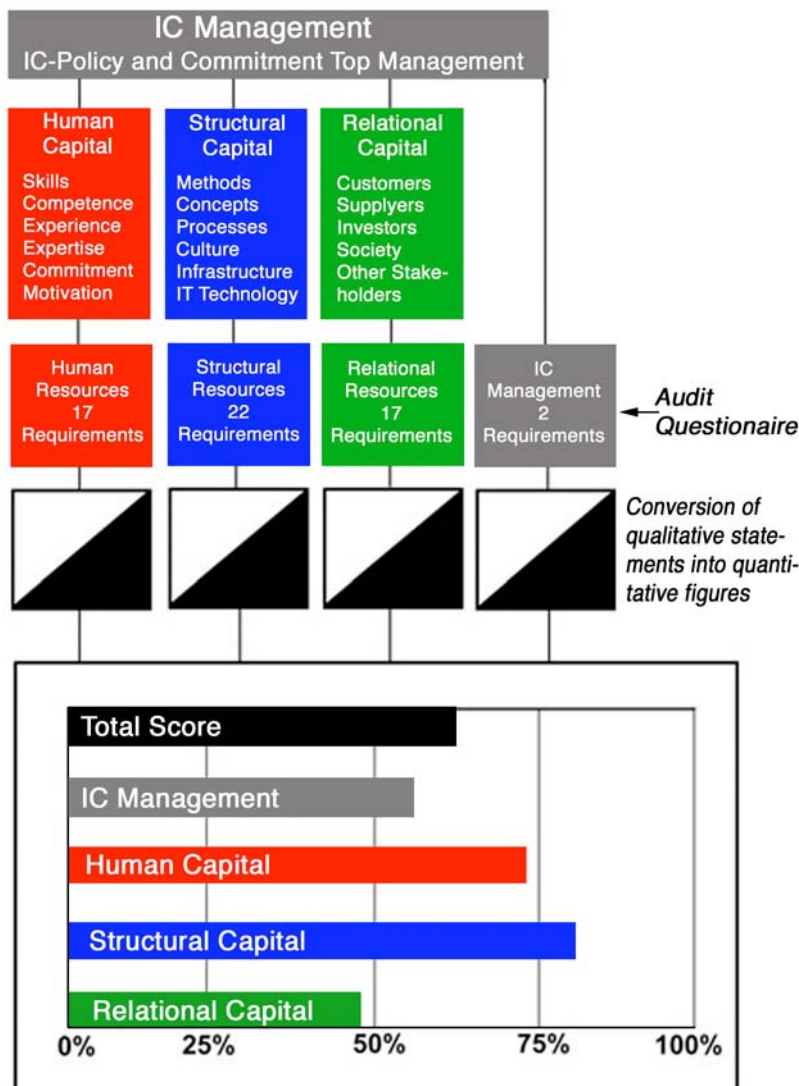 IC Management
IC-Policy and Commitment Top Management
Human
Capital
Skills
Competence
Experience
Expertise
Commitment
Motivation
Structural
Capital
Methods
Concepts
Processes
Culture
Infrastructure
IT Technology
Relational
Capital
Customers
Supplyers
Investors
Society
Other Stake-
holders
Human
Resources
17
Requirements
Structural
Resources
22
Requirements
Relational
Resources
17
Requirements
IC
Management
2
Requirements
Audit
Questionaire
Conversion of
qualitative state-
ments into quanti-
tative figures
Total Score
IC Management
Human Capital
Structural Capital
Relational Capital
0% 25% 50% 75% 100%